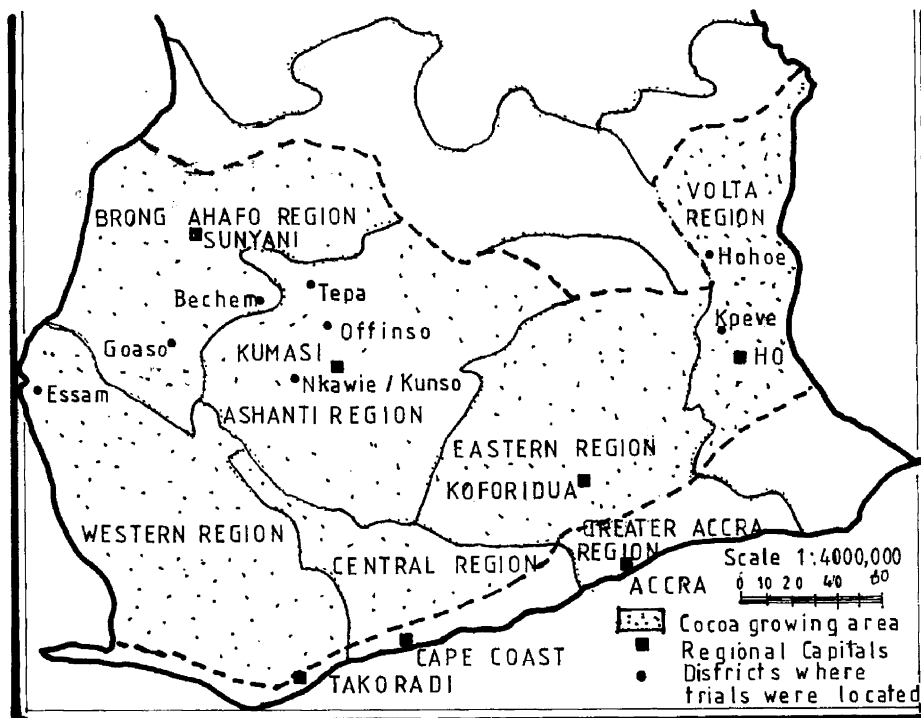 VOLTA
REGION
BRONG AHAFO REGION
SUNYANI
Hohoe
Bechem
Tepa
Offinso
Kpeve
Goaso
KUMASI
HO
Essam
Nkawie / Kunso
ASHANTI REGION
EASTERN REGION
KOFORIDUA
WESTERN REGION
CENTRAL REGION
GREATER ACCRA
REGION
ACCRA
CAPE COAST
TAKORADI
Scale 1:4000,000
0 10 20 40 60
Cocoa growing area
Regional Capitals
Districts where
trials were located